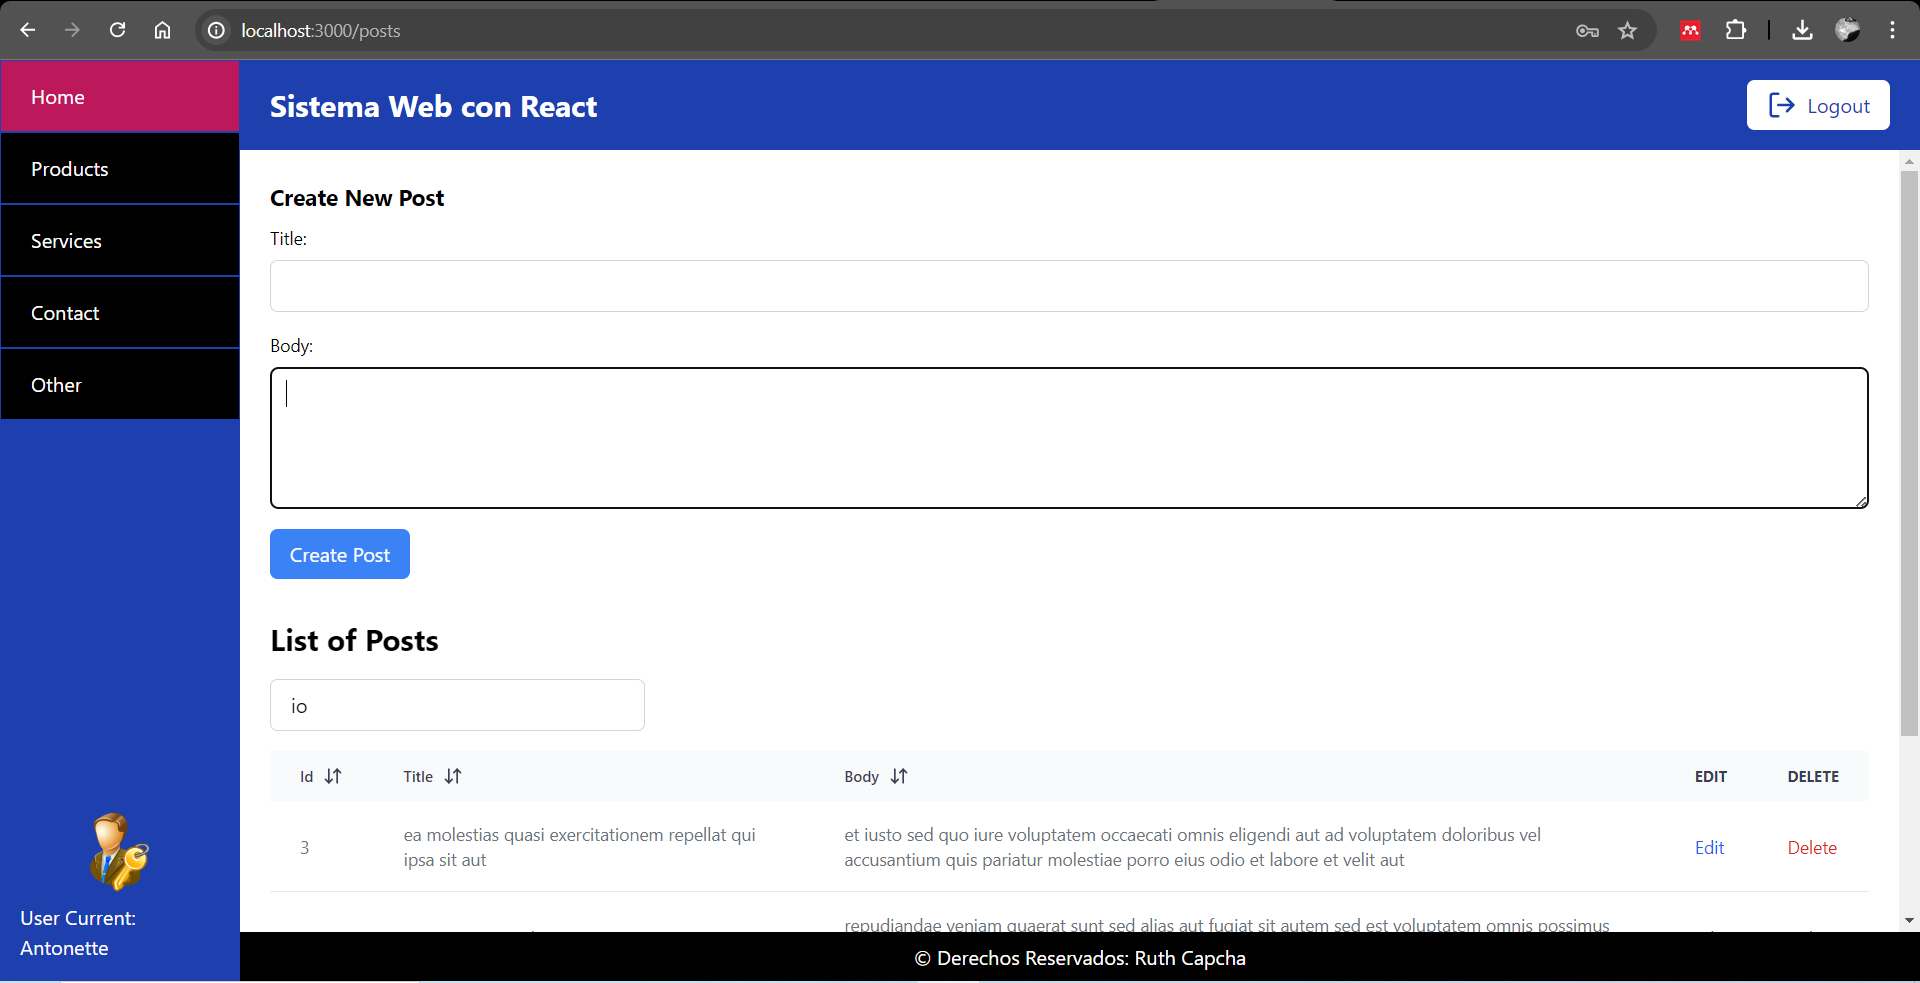 localhost:3000/posts
Home
Products
Services
Contact
Other
User Current:
Antonette
Sistema Web con React
Logout
Create New Post
Title:
Body:
Create Post
List of Posts
io
Id Title Body EDIT DELETE
3 ea molestias quasi exercitationem repellat qui ipsa sit aut et iusto sed quo iure voluptatem occaecati omnis eligendi aut ad voluptatem doloribus vel accusantium quis pariatur molestiae porro eius odio et labore et velit aut Edit Delete
repudiandae veniam quaerat sunt sed alias aut fugiat sit autem sed est voluptatem omnis possimus
© Derechos Reservados: Ruth Capcha